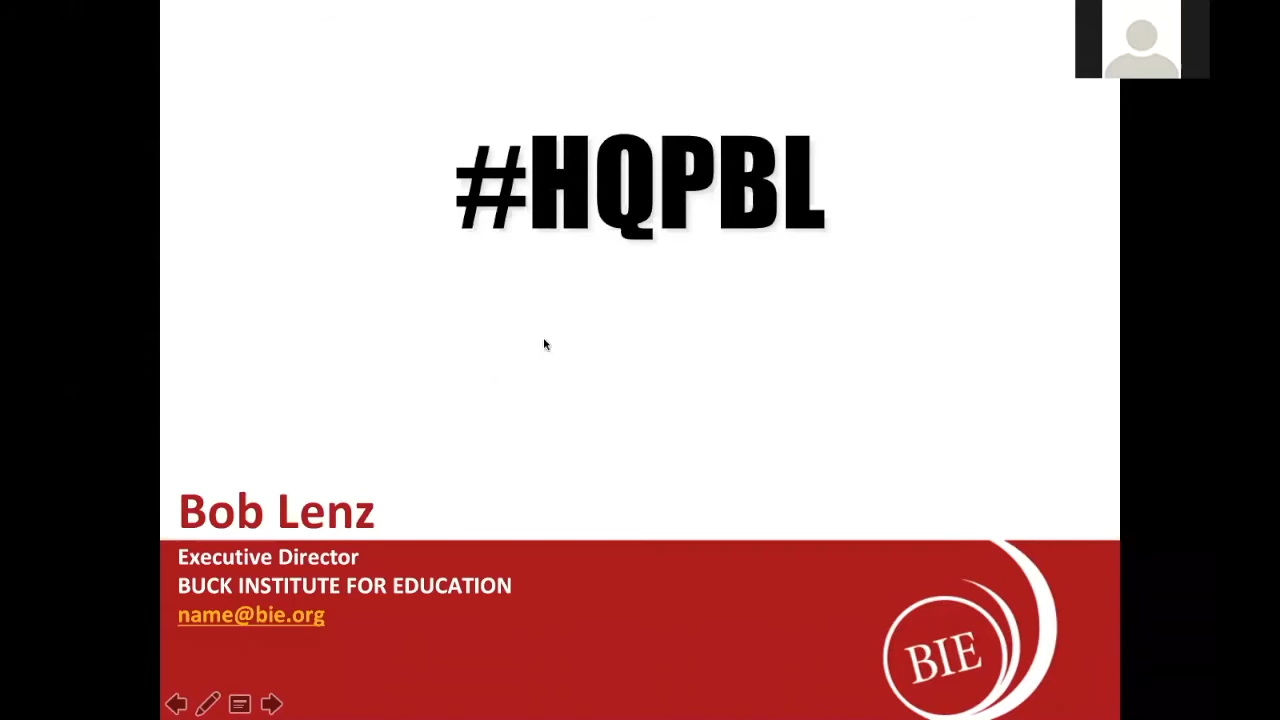 #HQPBL
Bob Lenz
Executive Director
BUCK INSTITUTE FOR EDUCATION
name@bie.org
BIE